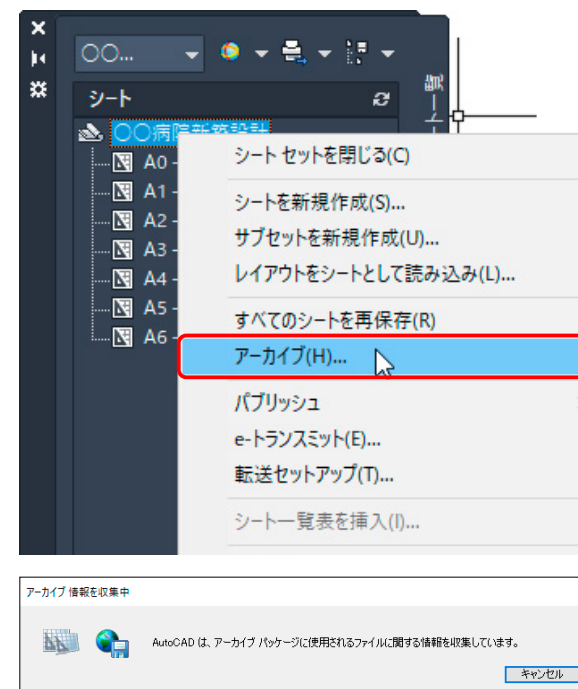 〇〇...
シート
〇〇病院新築設計
A0 -
A1 -
A2 -
A3 -
A4 -
A5 -
A6 -
シート セットを閉じる(C)
シートを新規作成(S)...
サブセットを新規作成(U)...
レイアウトをシートとして読み込み(L)...
すべてのシートを再保存(R)
アーカイブ(H)...
パブリッシュ
e-トランスミット(E)...
転送セットアップ(T)...
シート一覧表を挿入(I)...
アーカイブ 情報を収集中
AutoCAD は、アーカイブ パッケージに使用されるファイルに関する情報を収集しています。
キャンセル